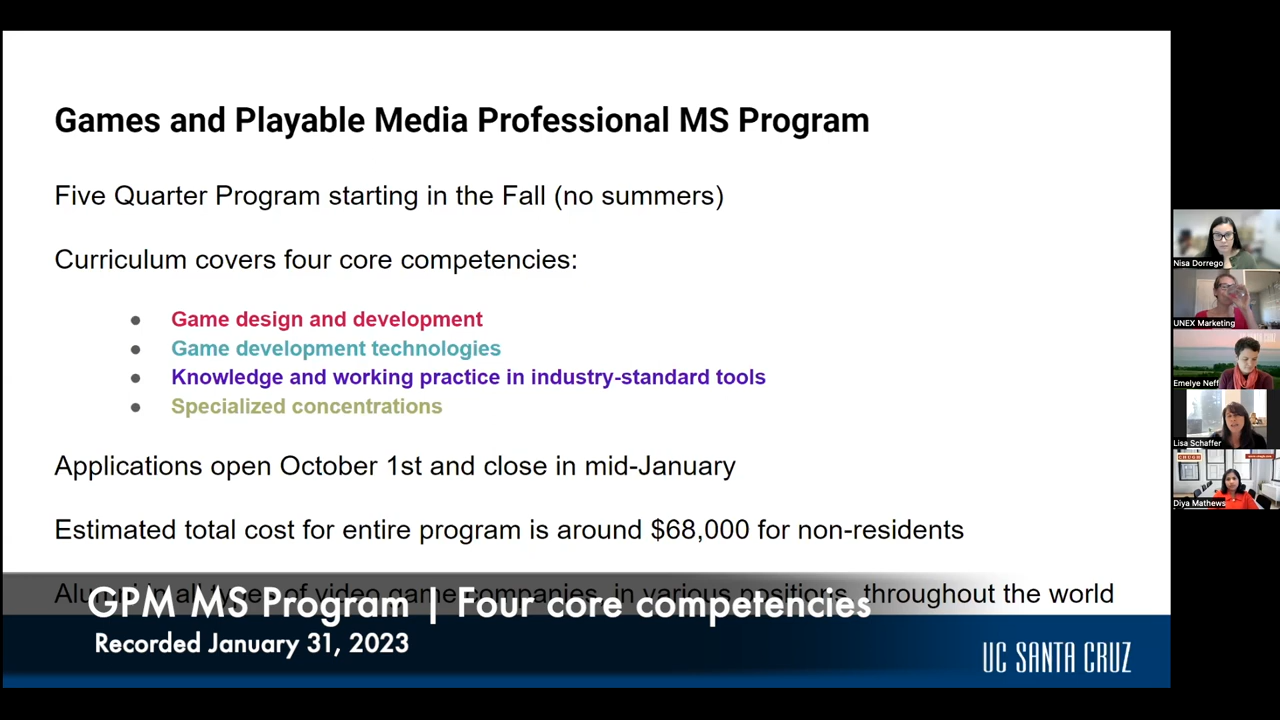 Games and Playable Media Professional MS Program
Five Quarter Program starting in the Fall (no summers)
Curriculum covers four core competencies:
● Game design and development
● Game development technologies
● Knowledge and working practice in industry-standard tools
● Specialized concentrations
Applications open October 1st and close in mid-January
Estimated total cost for entire program is around $68,000 for non-residents
in all types of video game companies, in various positions, throughout the world
GPM MS Program | Four core competencies
Recorded January 31, 2023
UC SANTA CRUZ
Nisa Dorrego
UNEX Marketing
Emelye Neff
Lisa Schaffer
Diya Mathews